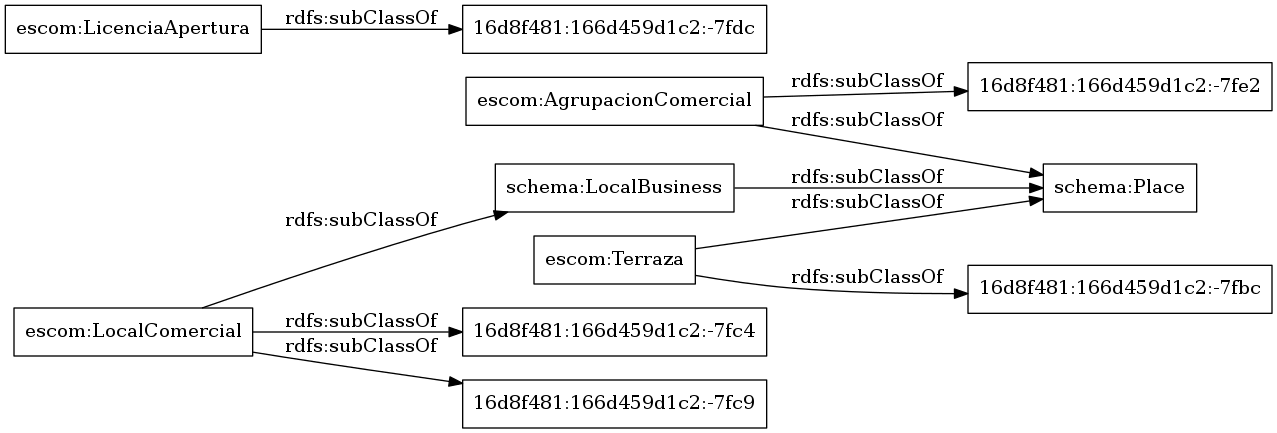 escom:LicenciaApertura
rdfs:subClassOf
16d8f481:166d459d1c2:-7fdc
escom:AgrupacionComercial
rdfs:subClassOf
16d8f481:166d459d1c2:-7fe2
rdfs:subClassOf
schema:LocalBusiness
rdfs:subClassOf
schema:Place
rdfs:subClassOf
rdfs:subClassOf
escom:Terraza
rdfs:subClassOf
16d8f481:166d459d1c2:-7fbc
escom:LocalComercial
rdfs:subClassOf
16d8f481:166d459d1c2:-7fc4
rdfs:subClassOf
16d8f481:166d459d1c2:-7fc9